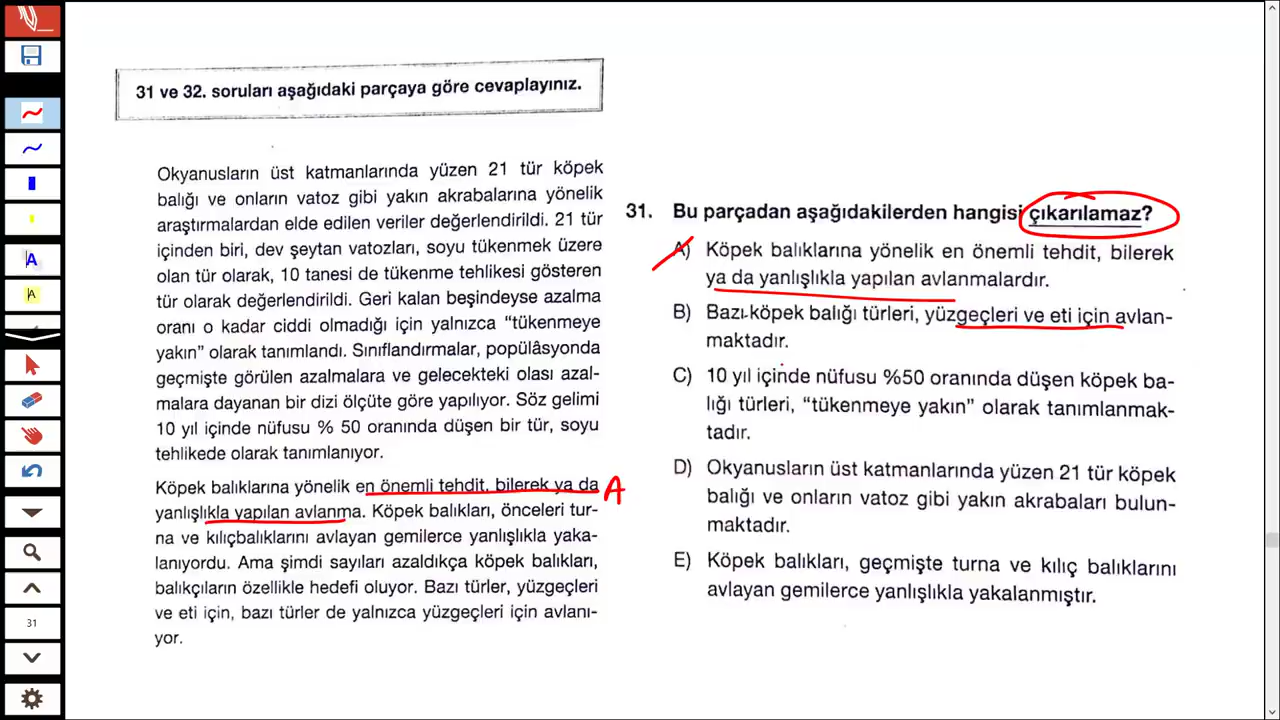 31 ve 32. soruları aşağıdaki parçaya göre cevaplayınız.
Okyanusların üst katmanlarında yüzen 21 tür köpek
balığı ve onların vatoz gibi yakın akrabalarına yönelik
araştırmalardan elde edilen veriler değerlendirildi. 21 tür
içinden biri, dev şeytan vatozları, soyu tükenmek üzere
olan tür olarak, 10 tanesi de tükenme tehlikesi gösteren
tür olarak değerlendirildi. Geri kalan beşindeyse azalma
oranı o kadar ciddi olmadığı için yalnızca “tükenmeye
yakın” olarak tanımlandı. Sınıflandırmalar, popülâsyonda
geçmişte görülen azalmalara ve gelecekteki olası azal-
malara dayanan bir dizi ölçüte göre yapılıyor. Söz gelimi
10 yıl içinde nüfusu % 50 oranında düşen bir tür, soyu
tehlikede olarak tanımlanıyor.
Köpek balıklarına yönelik en önemli tehdit, bilerek ya da
yanlışlıkla yapılan avlanma. Köpek balıkları, önceleri tur-
na ve kılıçbalıklarını avlayan gemilerce yanlışlıkla yaka-
lanıyordu. Ama şimdi sayıları azaldıkça köpek balıkları,
balıkçıların özellikle hedefi oluyor. Bazı türler, yüzgeçleri
ve eti için, bazı türler de yalnızca yüzgeçleri için avlanı-
yor.
A
31. Bu parçadan aşağıdakilerden hangisi çıkarılamaz?
A) Köpek balıklarına yönelik en önemli tehdit, bilerek
ya da yanlışlıkla yapılan avlanmalardır.
B) Bazı köpek balığı türleri, yüzgeçleri ve eti için avlan-
maktadır.
C) 10 yıl içinde nüfusu %50 oranında düşen köpek ba-
lığı türleri, “tükenmeye yakın” olarak tanımlanmak-
tadır.
D) Okyanusların üst katmanlarında yüzen 21 tür köpek
balığı ve onların vatoz gibi yakın akrabaları bulun-
maktadır.
E) Köpek balıkları, geçmişte turna ve kılıç balıklarını
avlayan gemilerce yanlışlıkla yakalanmıştır.
A
A
31